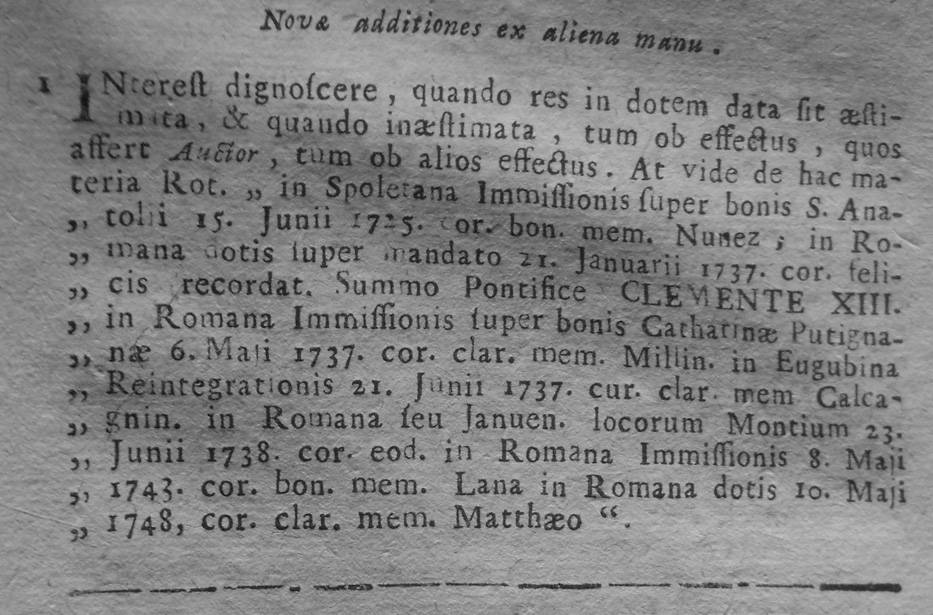 Novæ additiones ex aliena manu.
1 INtereſt dignoſcere, quando res in dotem data ſit æſti-
mata, & quando inæſtimata, tum ob effectus, quos
affert Auctor, tum ob alios effectus. At vide de hac ma-
teria Rot. „ in Spoletana Immiſſionis ſuper bonis S. Ana-
„ tolii 15. Junii 1725. cor. bon. mem. Nunez; in Ro-
„ mana dotis ſuper mandato 21. Januarii 1737. cor. feli-
„ cis recordat. Summo Pontifice CLEMENTE XIII.
„ in Romana Immiſſionis ſuper bonis Catharinæ Putigna-
„ næ 6. Maji 1737. cor. clar. mem. Millin. in Eugubina
„ Reintegrationis 21. Junii 1737. cur. clar. mem Calca-
„ gnin. in Romana ſeu Januen. locorum Montium 23.
„ Junii 1738. cor. eod. in Romana Immiſſionis 8. Maji
„ 1743. cor. bon. mem. Lana in Romana dotis 10. Maji
„ 1748, cor. clar. mem. Matthæo “.